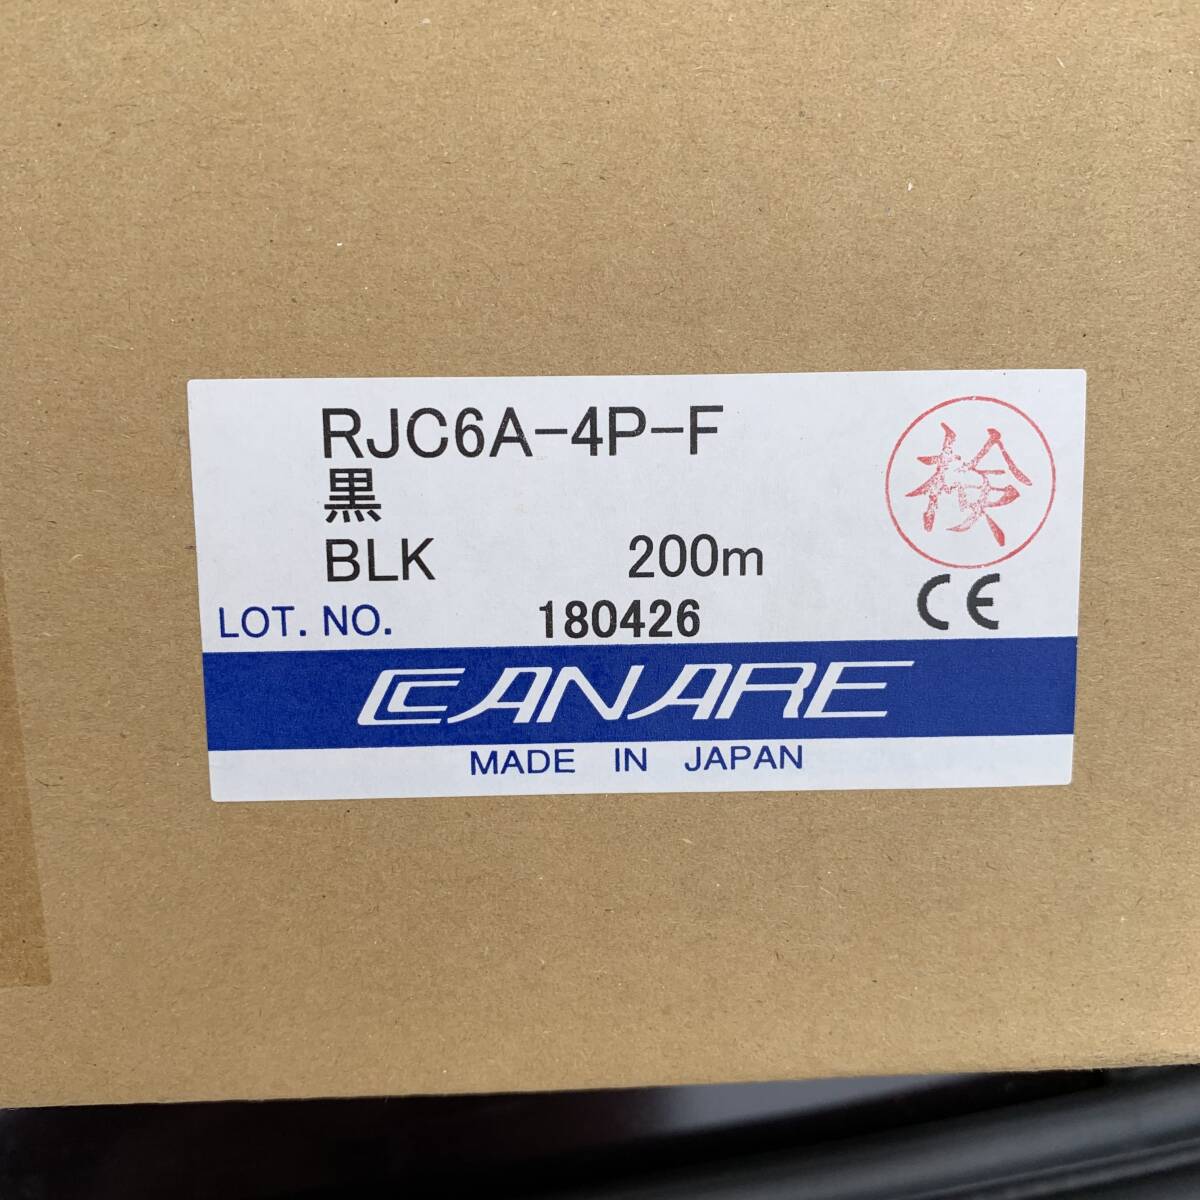 RJC6A-4P-F
黒
BLK 200m
検
CE
LOT. NO. 180426
CANARE
MADE IN JAPAN